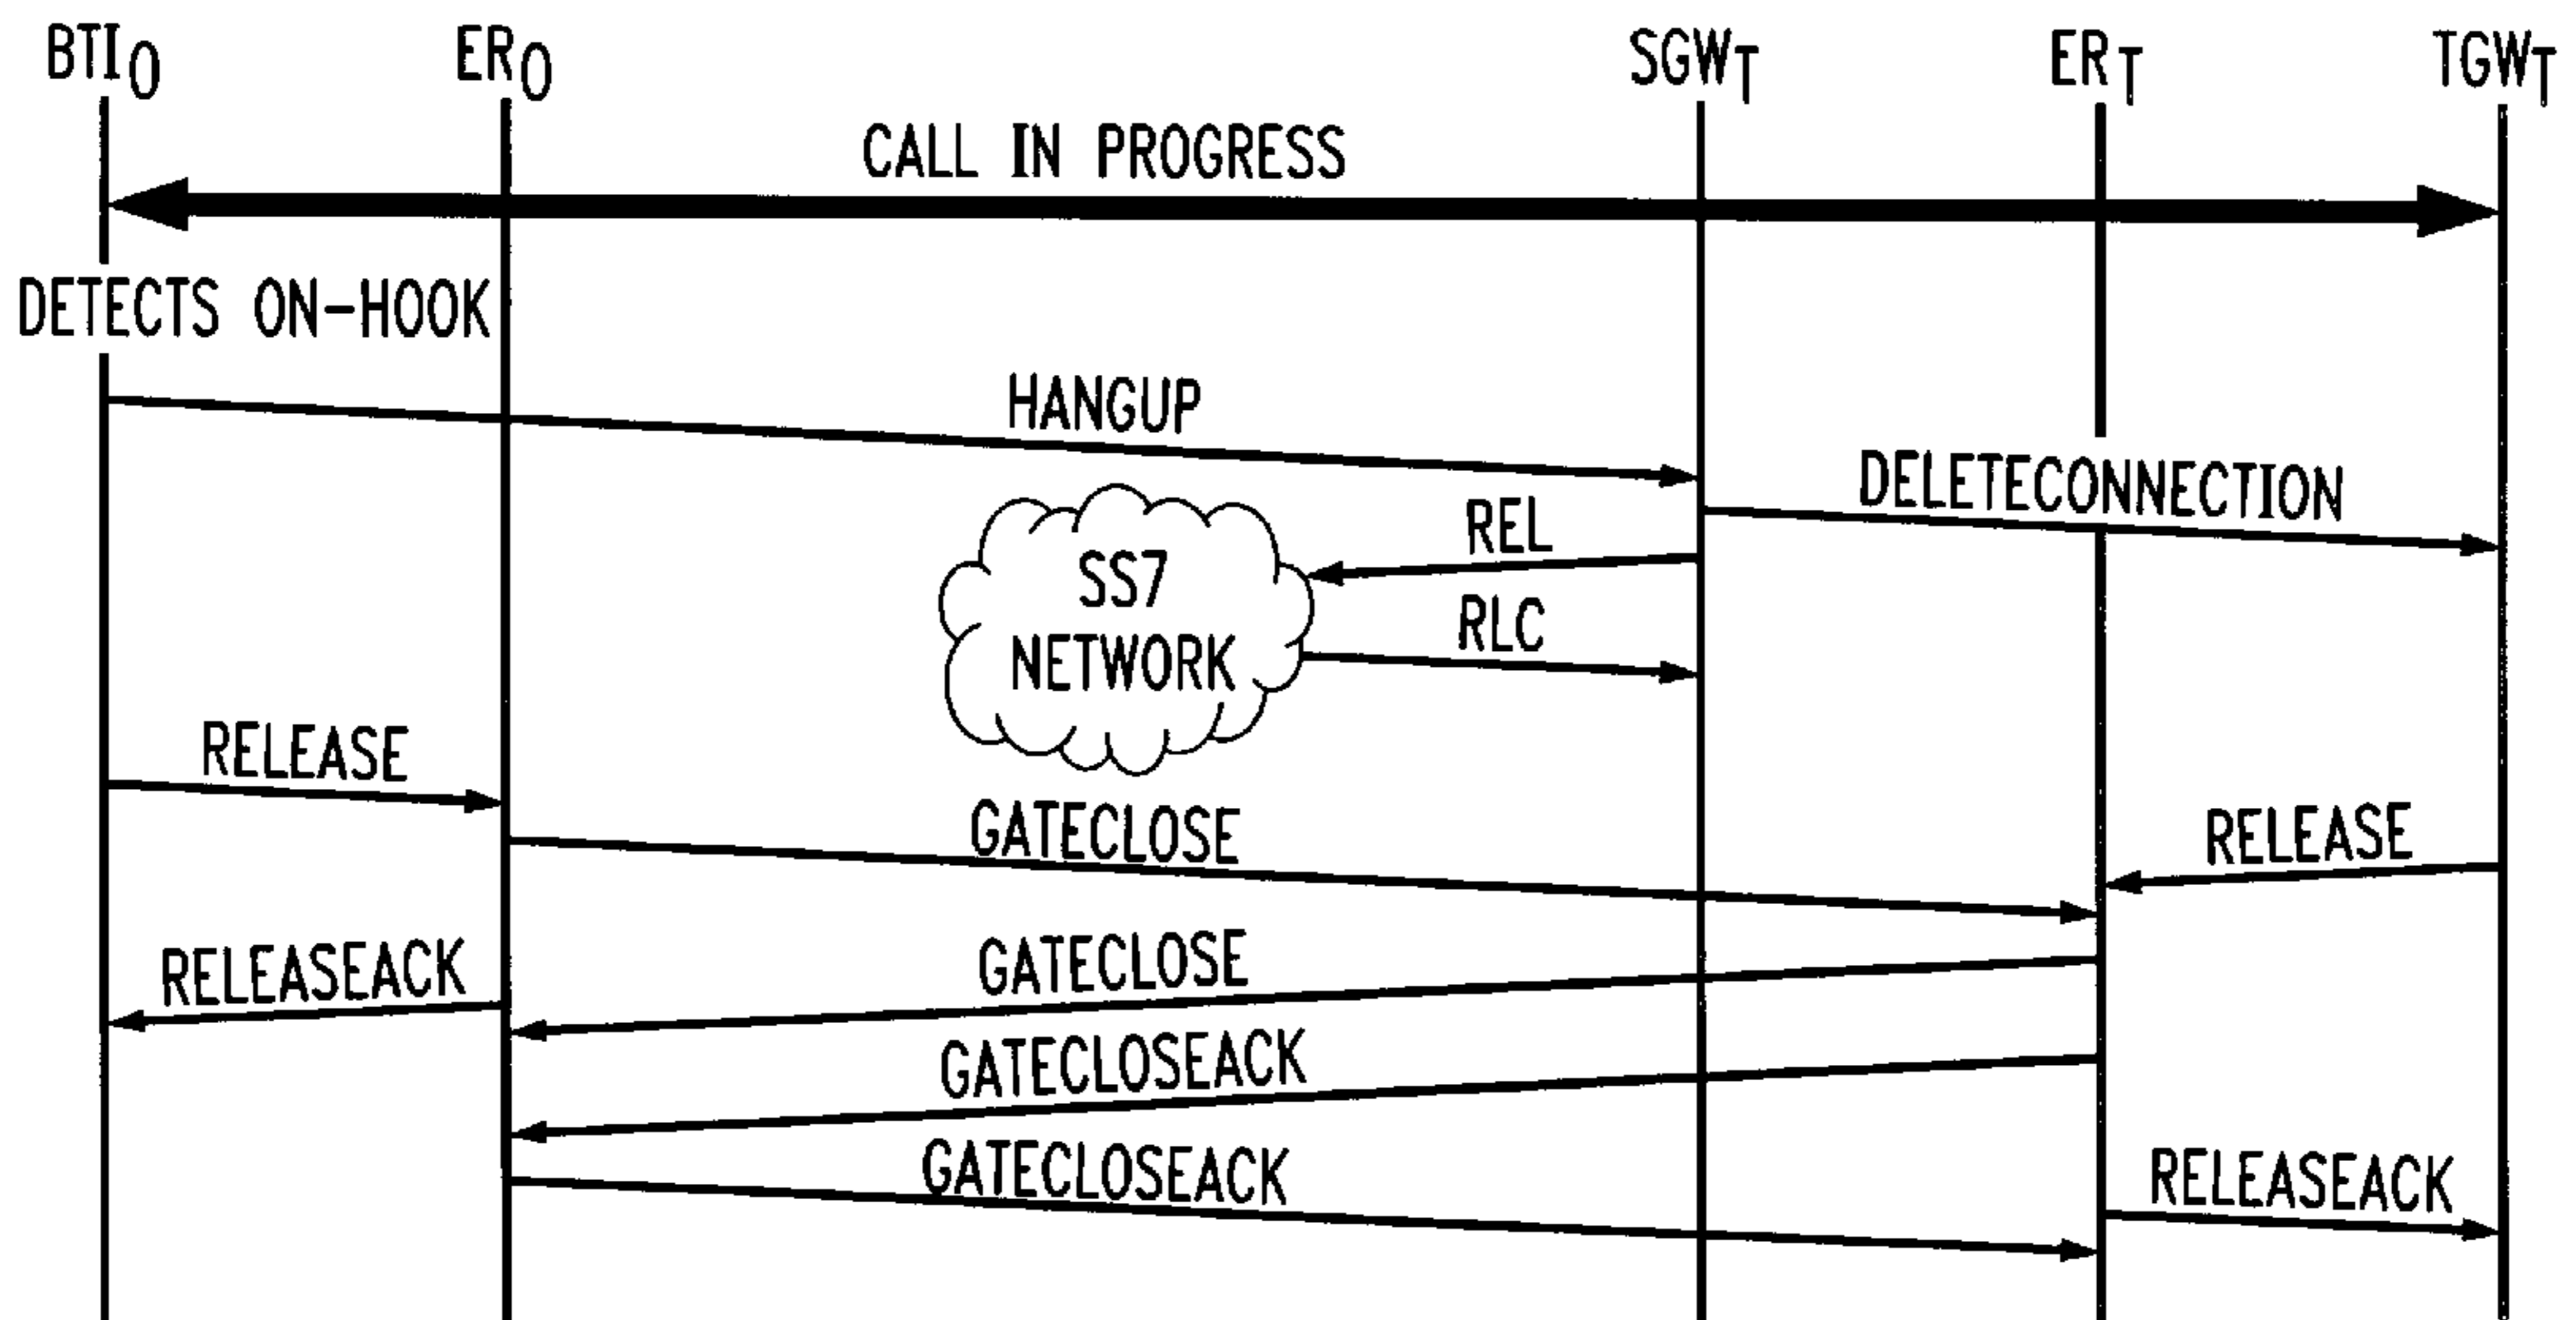 BTIO
ERO
SGWT
ERT
TGWT
CALL IN PROGRESS
DETECTS ON-HOOK
HANGUP
DELETECONNECTION
REL
SS7
NETWORK
RLC
RELEASE
GATECLOSE
RELEASE
RELEASEACK
GATECLOSE
GATECLOSEACK
GATECLOSEACK
RELEASEACK